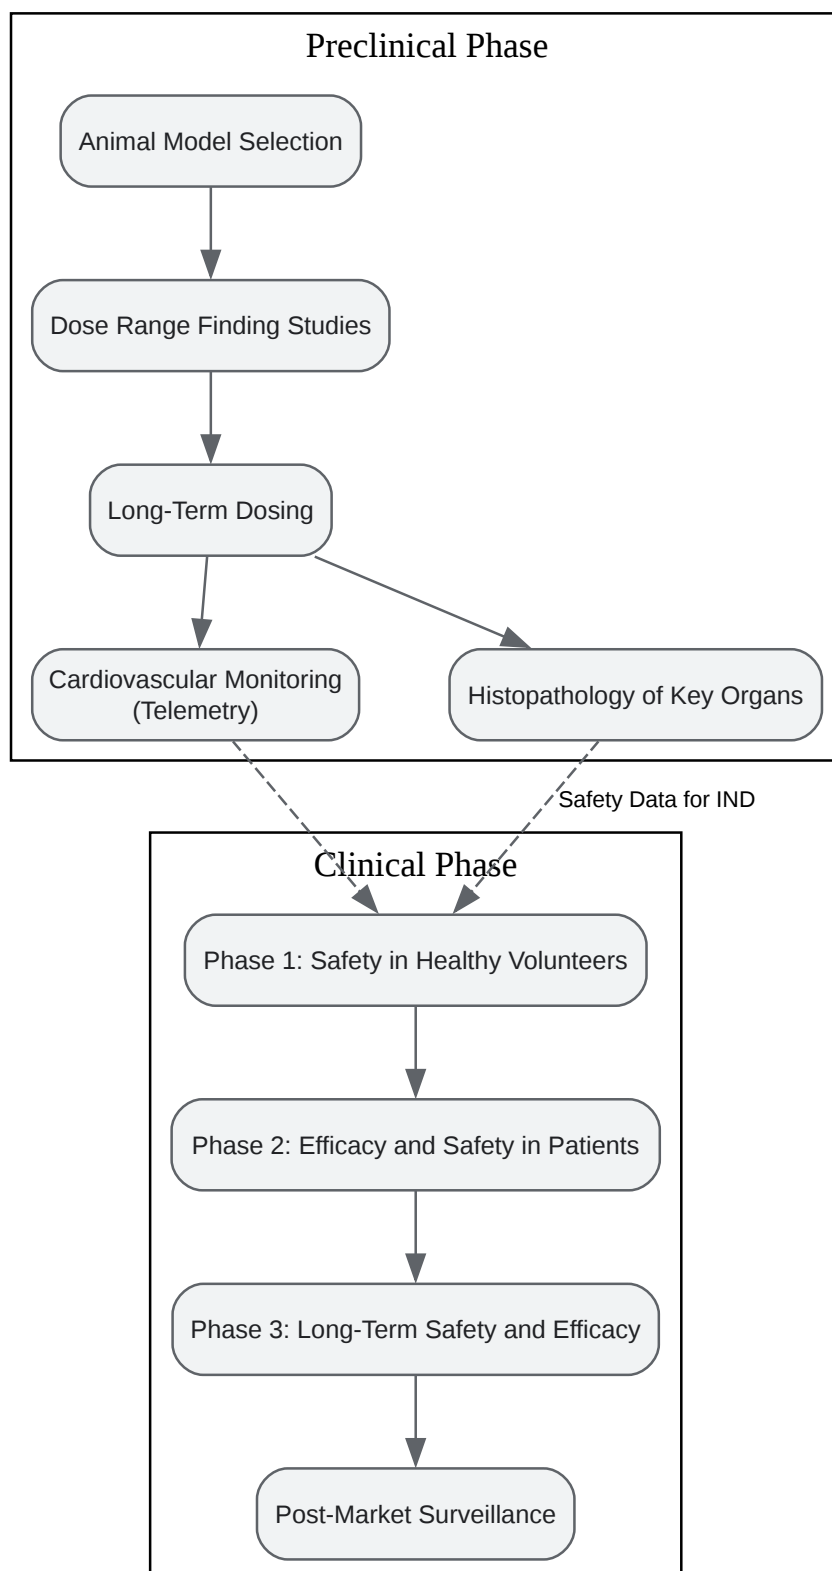 Preclinical Phase
Animal Model Selection
Dose Range Finding Studies
Long-Term Dosing
Cardiovascular Monitoring
(Telemetry)
Histopathology of Key Organs
Safety Data for IND
Clinical Phase
Phase 1: Safety in Healthy Volunteers
Phase 2: Efficacy and Safety in Patients
Phase 3: Long-Term Safety and Efficacy
Post-Market Surveillance